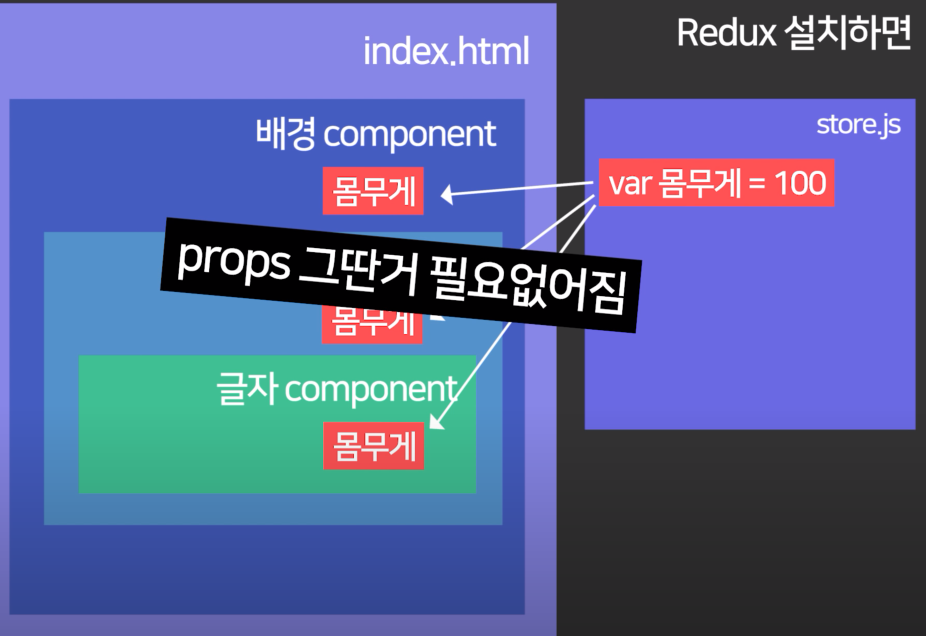 Redux 설치하면
index.html
store.js
배경 component
var 몸무게 = 100
몸무게
props 그딴거 필요없어짐
몸무게
글자 component
몸무게